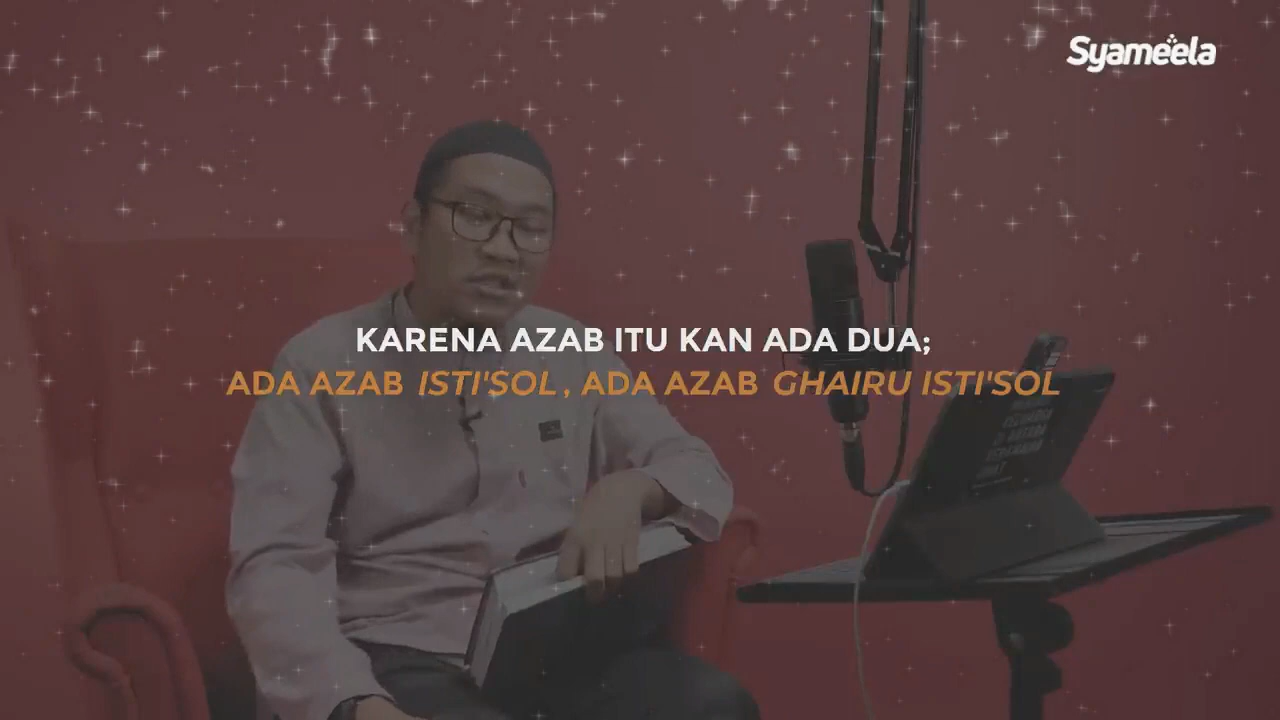 Syameela
KARENA AZAB ITU KAN ADA DUA;
ADA AZAB ISTI'SOL, ADA AZAB GHAIRU ISTI'SOL